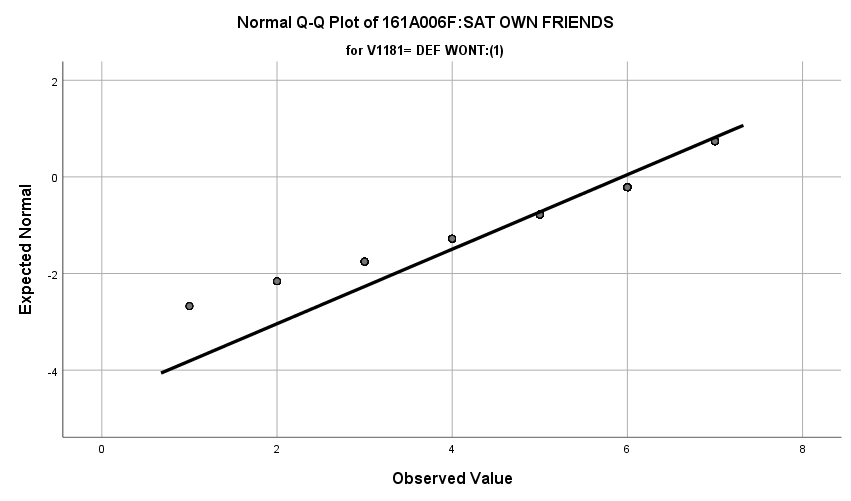 Normal Q-Q Plot of 161A006F:SAT OWN FRIENDS
for V1181= DEF WONT:(1)
2
0
-2
-4
Expected Normal
0 2 4 6 8
Observed Value